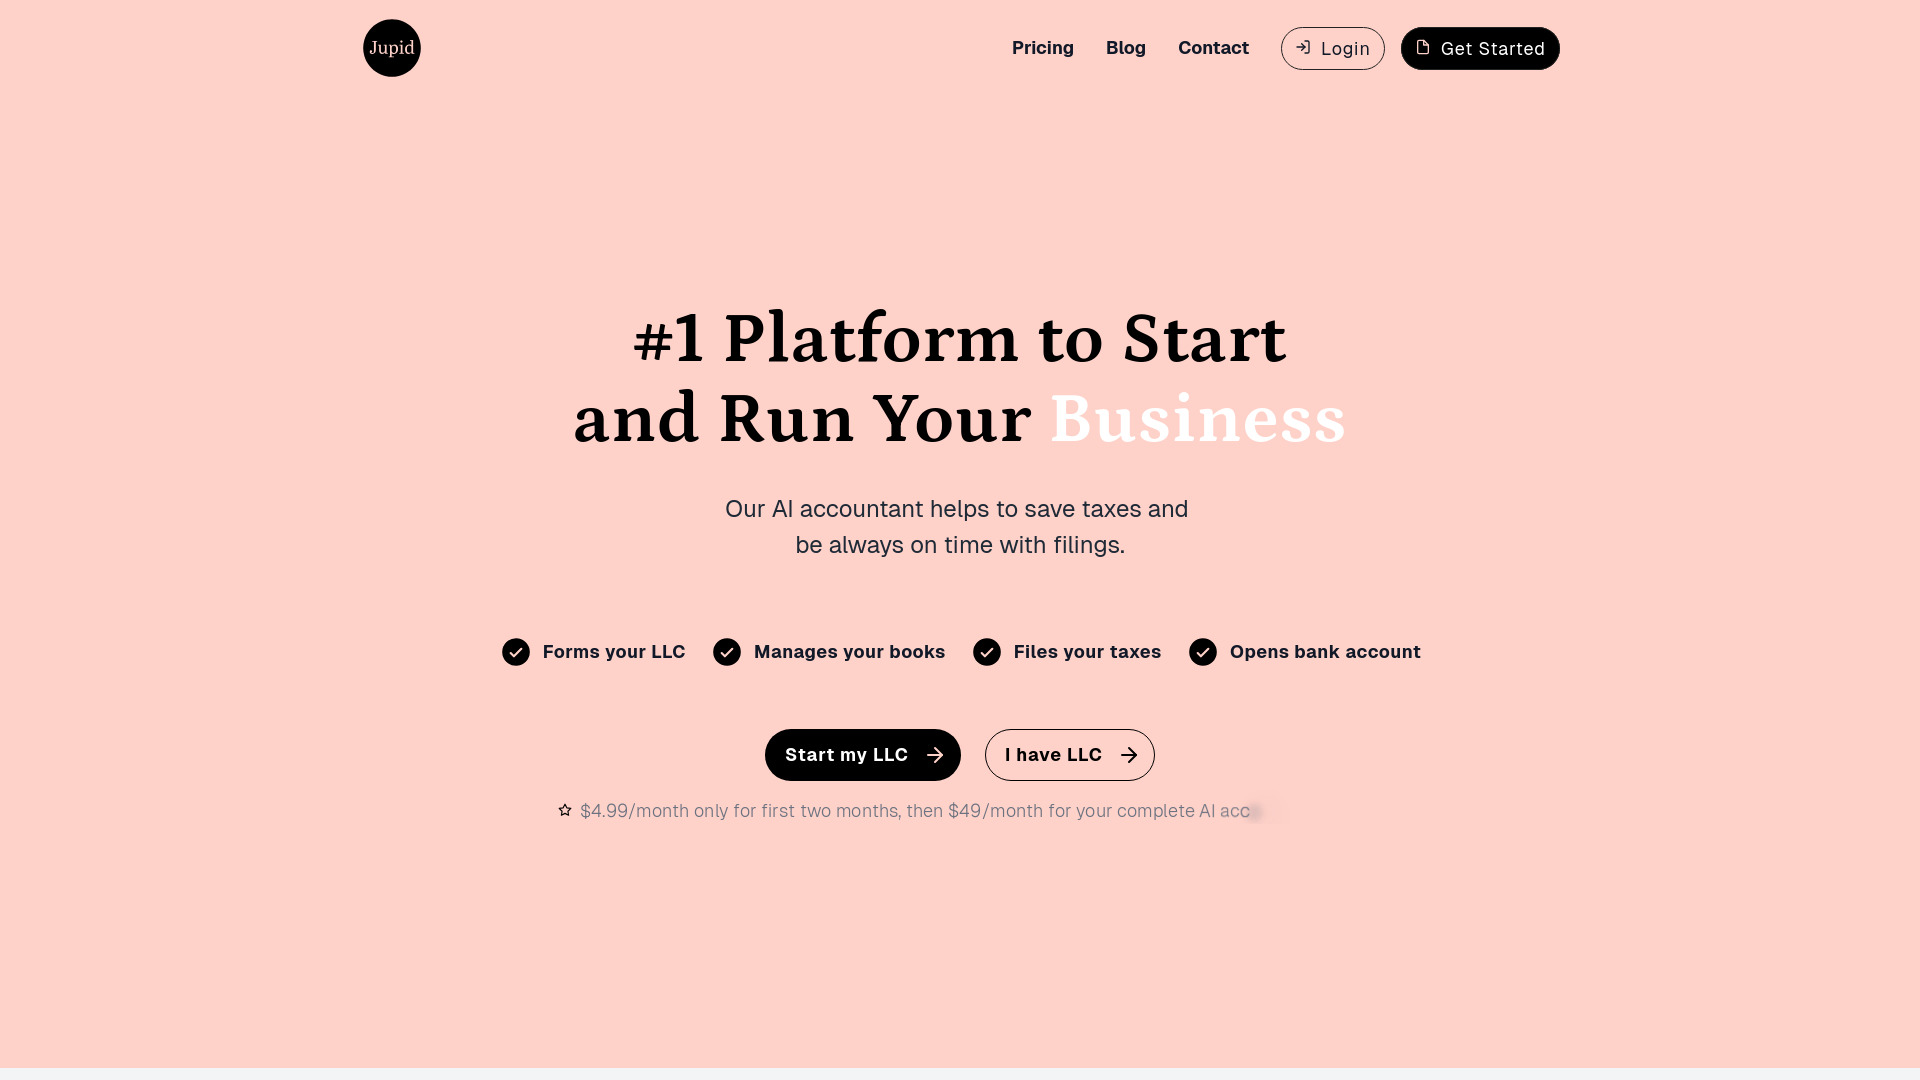 Jupid
Pricing
Blog
Contact
Login
Get Started
#1 Platform to Start
and Run Your Business
Our AI accountant helps to save taxes and
be always on time with filings.
Forms your LLC
Manages your books
Files your taxes
Opens bank account
Start my LLC
I have LLC
$4.99/month only for first two months, then $49/month for your complete AI